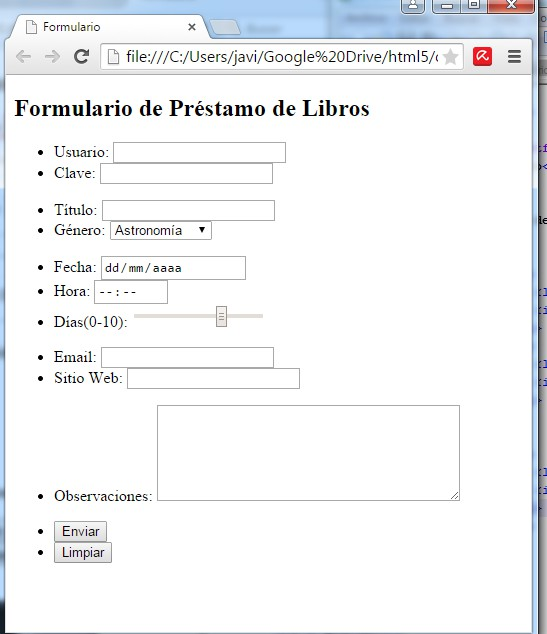 Formulario
file:///C:/Users/javi/Google%20Drive/html5/
Formulario de Préstamo de Libros
Usuario:
Clave:
Título:
Género: Astronomía
Fecha: dd/mm/aaaa
Hora: --:--
Días(0-10):
Email:
Sitio Web:
Observaciones:
Enviar
Limpiar